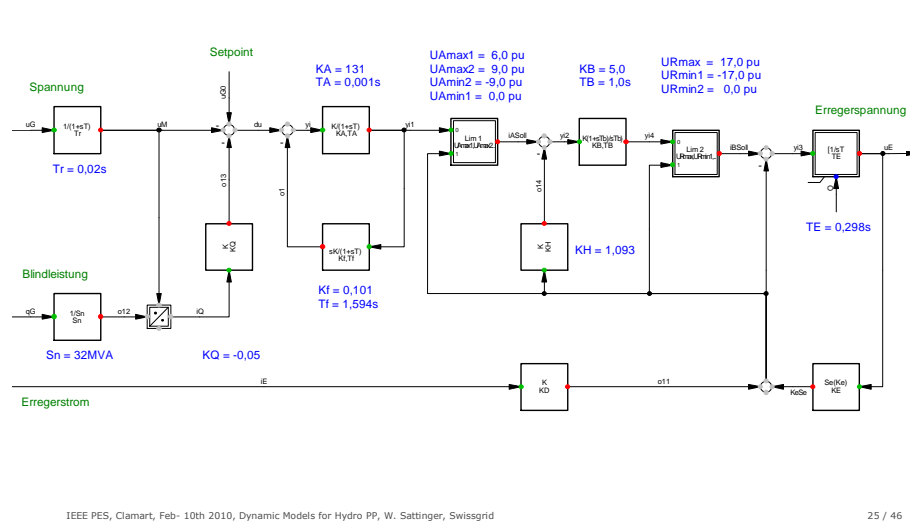 Setpoint
Spannung
uG
1/(1+sT)
Tr
Tr = 0,02s
uM
uG0
du
yi
KA = 131
TA = 0,001s
K/(1+sT)
KA,TA
yi1
UAmax1 = 6,0 pu
UAmax2 = 9,0 pu
UAmin2 = -9,0 pu
UAmin1 = 0,0 pu
0
Lim 1
1
iASoll
yi2
KB = 5,0
TB = 1,0s
K(1+sTb)/sTb)
KB,TB
yi4
URmax = 17,0 pu
URmin1 = -17,0 pu
URmin2 = 0,0 pu
0
Lim 2
1
iBSoll
yi3
Erregerspannung
[1/sT
TE
uE
TE = 0,298s
o13
o1
o14
K
KQ
sK/(1+sT)
Kf,Tf
Kf = 0,101
Tf = 1,594s
K
KH
KH = 1,093
Blindleistung
qG
1/Sn
Sn
o12
iQ
Sn = 32MVA
KQ = -0,05
iE
K
KD
o11
KeSe
Se(Ke)
KE
Erregerstrom
IEEE PES, Clamart, Feb- 10th 2010, Dynamic Models for Hydro PP, W. Sattinger, Swissgrid
25 / 46